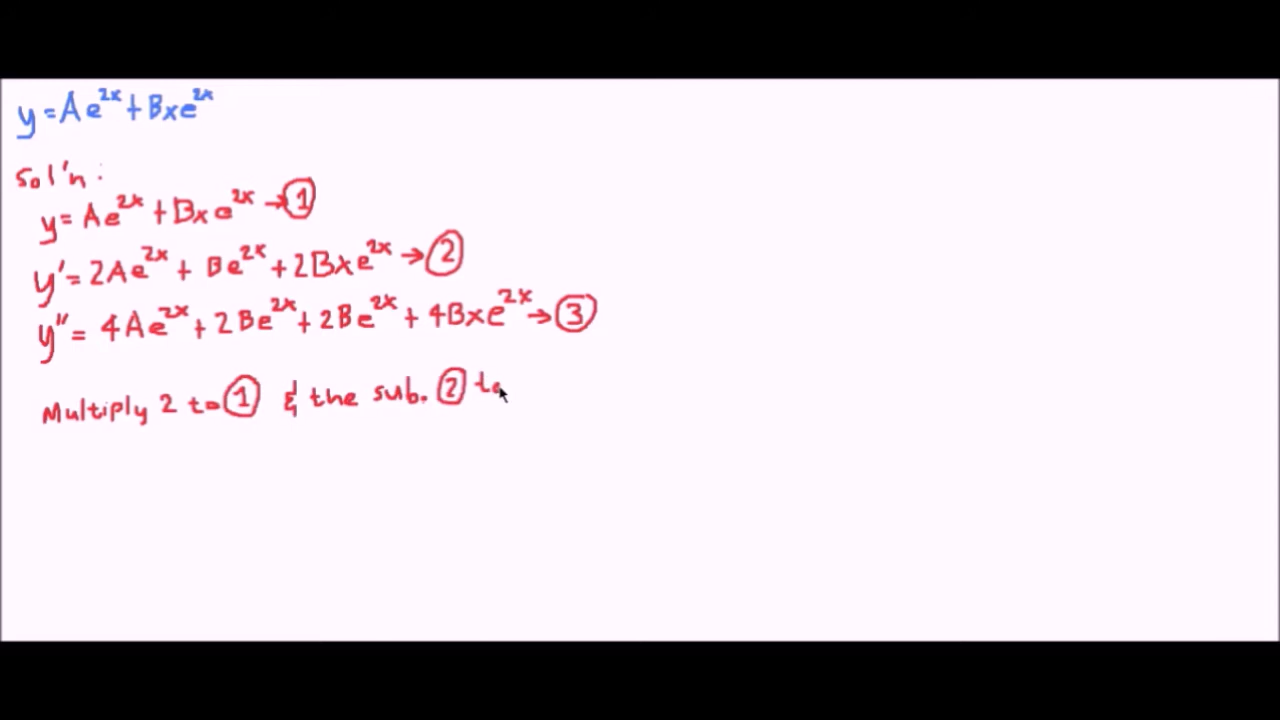 y = Ae^{2x} + Bxe^{2x}
Sol'n :
y = Ae^{2x} + Bxe^{2x} → ①
y' = 2Ae^{2x} + Be^{2x} + 2Bxe^{2x} → ②
y" = 4Ae^{2x} + 2Be^{2x} + 2Be^{2x} + 4Bxe^{2x} → ③
Multiply 2 to ① & the sub. ② to